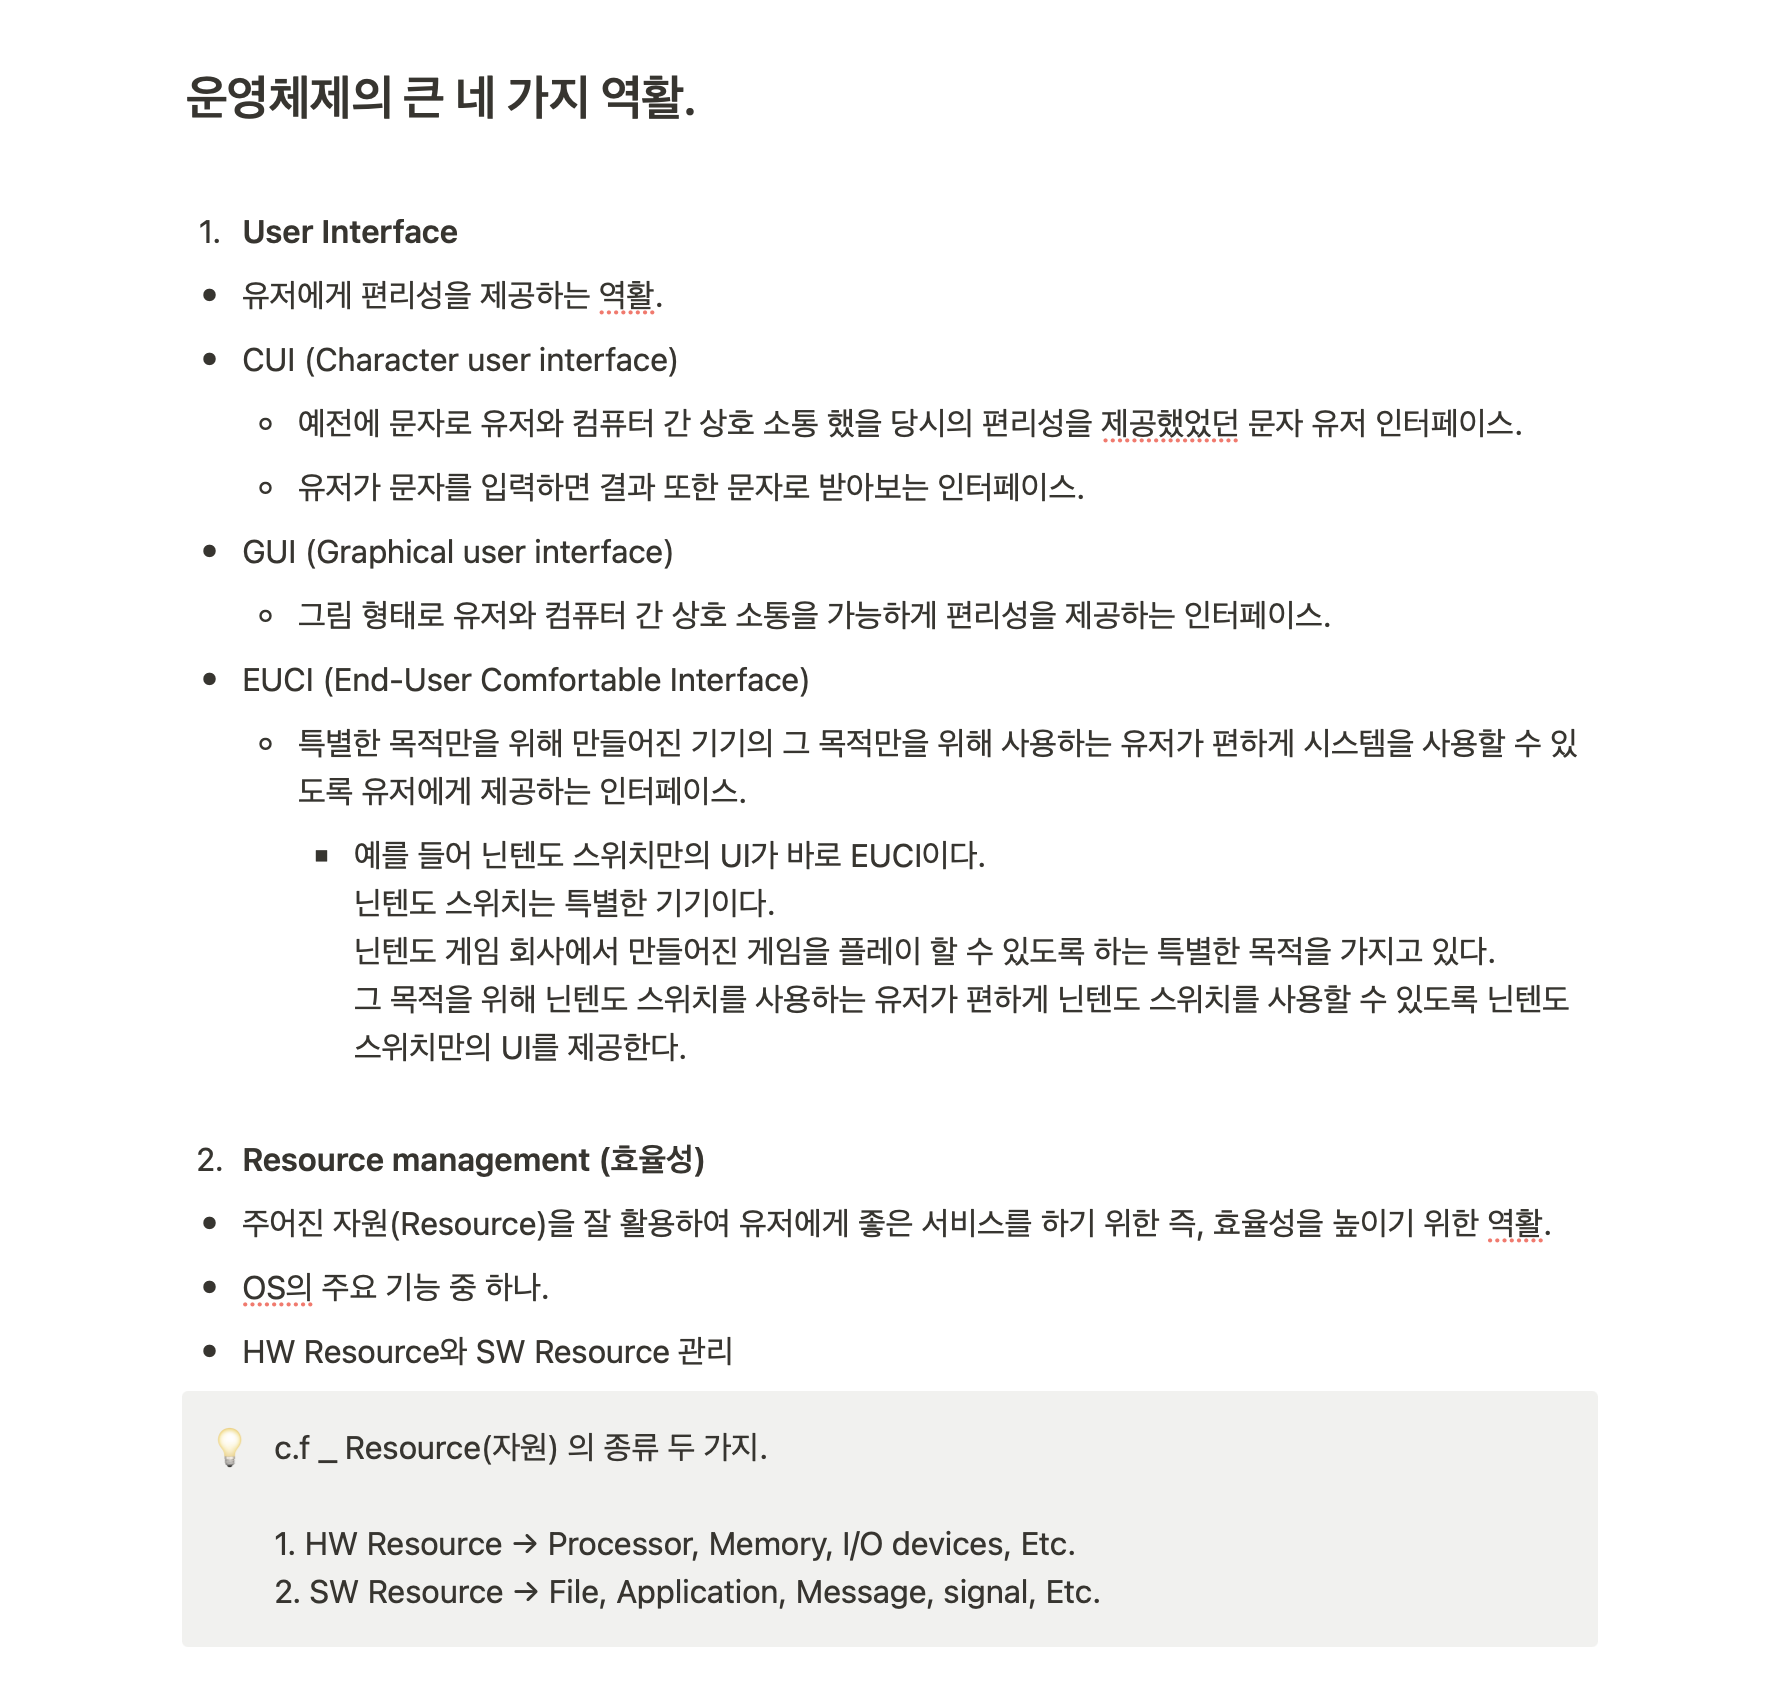 운영체제의 큰 네 가지 역활.
1. User Interface
• 유저에게 편리성을 제공하는 역활.
• CUI (Character user interface)
◦ 예전에 문자로 유저와 컴퓨터 간 상호 소통 했을 당시의 편리성을 제공했었던 문자 유저 인터페이스.
◦ 유저가 문자를 입력하면 결과 또한 문자로 받아보는 인터페이스.
• GUI (Graphical user interface)
◦ 그림 형태로 유저와 컴퓨터 간 상호 소통을 가능하게 편리성을 제공하는 인터페이스.
• EUCI (End-User Comfortable Interface)
◦ 특별한 목적만을 위해 만들어진 기기의 그 목적만을 위해 사용하는 유저가 편하게 시스템을 사용할 수 있
도록 유저에게 제공하는 인터페이스.
▪ 예를 들어 닌텐도 스위치만의 UI가 바로 EUCI이다.
닌텐도 스위치는 특별한 기기이다.
닌텐도 게임 회사에서 만들어진 게임을 플레이 할 수 있도록 하는 특별한 목적을 가지고 있다.
그 목적을 위해 닌텐도 스위치를 사용하는 유저가 편하게 닌텐도 스위치를 사용할 수 있도록 닌텐도
스위치만의 UI를 제공한다.
2. Resource management (효율성)
• 주어진 자원(Resource)을 잘 활용하여 유저에게 좋은 서비스를 하기 위한 즉, 효율성을 높이기 위한 역활.
• OS의 주요 기능 중 하나.
• HW Resource와 SW Resource 관리
💡 c.f _ Resource(자원) 의 종류 두 가지.
1. HW Resource → Processor, Memory, I/O devices, Etc.
2. SW Resource → File, Application, Message, signal, Etc.